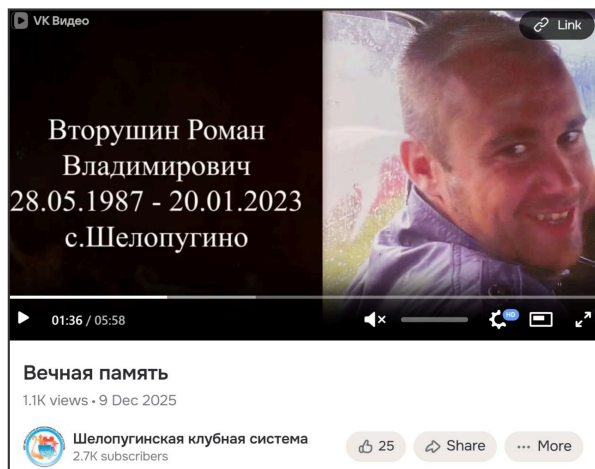 VK Видео
Link
Вторушин Роман
Владимирович
28.05.1987 - 20.01.2023
с.Шелопугино
01:36 / 05:58
HD
Вечная память
1.1K views • 9 Dec 2025
Шелопугинская клубная система
2.7K subscribers
25
Share
More